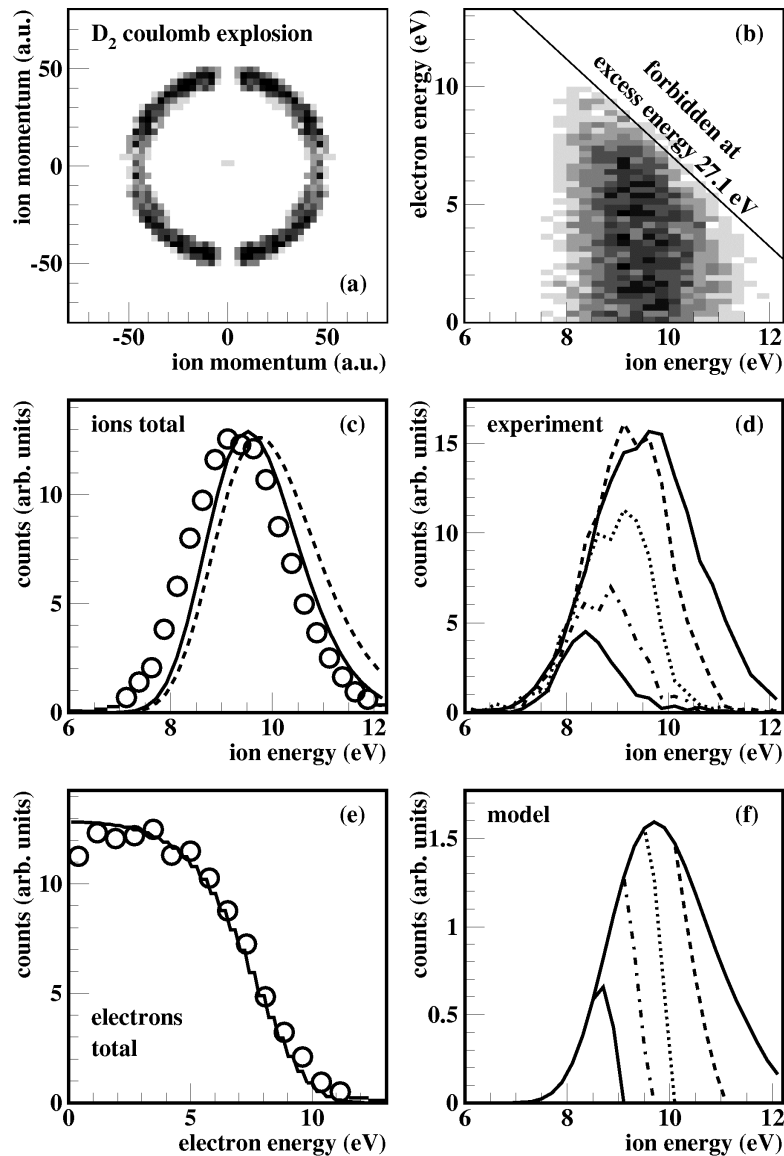 D2 coulomb explosion
ion momentum (a.u.)
50
0
-50
(a)
-50 0 50
ion momentum (a.u.)
(b)
electron energy (eV)
10
5
0
forbidden at
excess energy 27.1 eV
8 10 12
ion energy (eV)
ions total
(c)
counts (arb. units)
10
5
0
6 8 10 12
ion energy (eV)
experiment
(d)
counts (arb. units)
15
10
5
0
6 8 10 12
ion energy (eV)
(e)
counts (arb. units)
10
0
electrons
total
0 5 10
electron energy (eV)
model
(f)
counts (arb. units)
1.5
1
0.5
0
6 8 10 12
ion energy (eV)